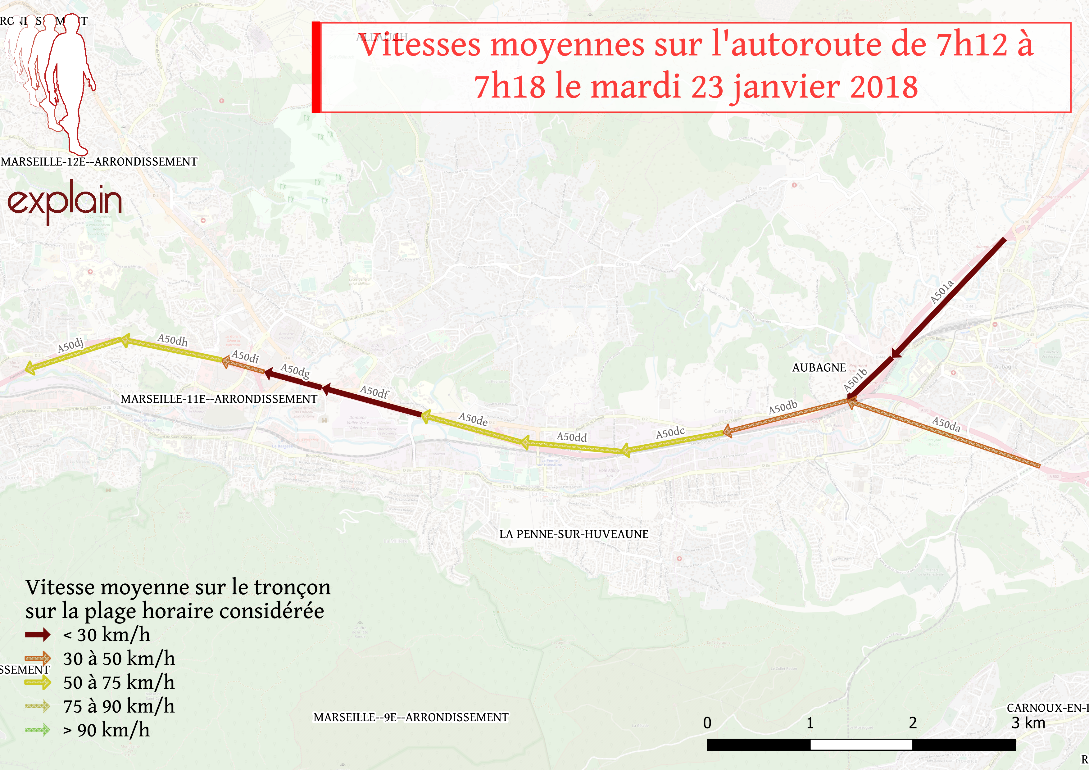 Vitesses moyennes sur l'autoroute de 7h12 à
7h18 le mardi 23 janvier 2018
MARSEILLE-12E--ARRONDISSEMENT
explain
A501a
A50dj
A50dh
A50di
A50dg
A50df
AUBAGNE
A501b
MARSEILLE-11E--ARRONDISSEMENT
A50de
A50dd
A50dc
A50db
A50da
LA PENNE-SUR-HUVEAUNE
Vitesse moyenne sur le tronçon
sur la plage horaire considérée
< 30 km/h
30 à 50 km/h
SSEMENT
50 à 75 km/h
75 à 90 km/h
> 90 km/h
MARSEILLE--9E--ARRONDISSEMENT
CARNOUX-EN-
0 1 2 3 km